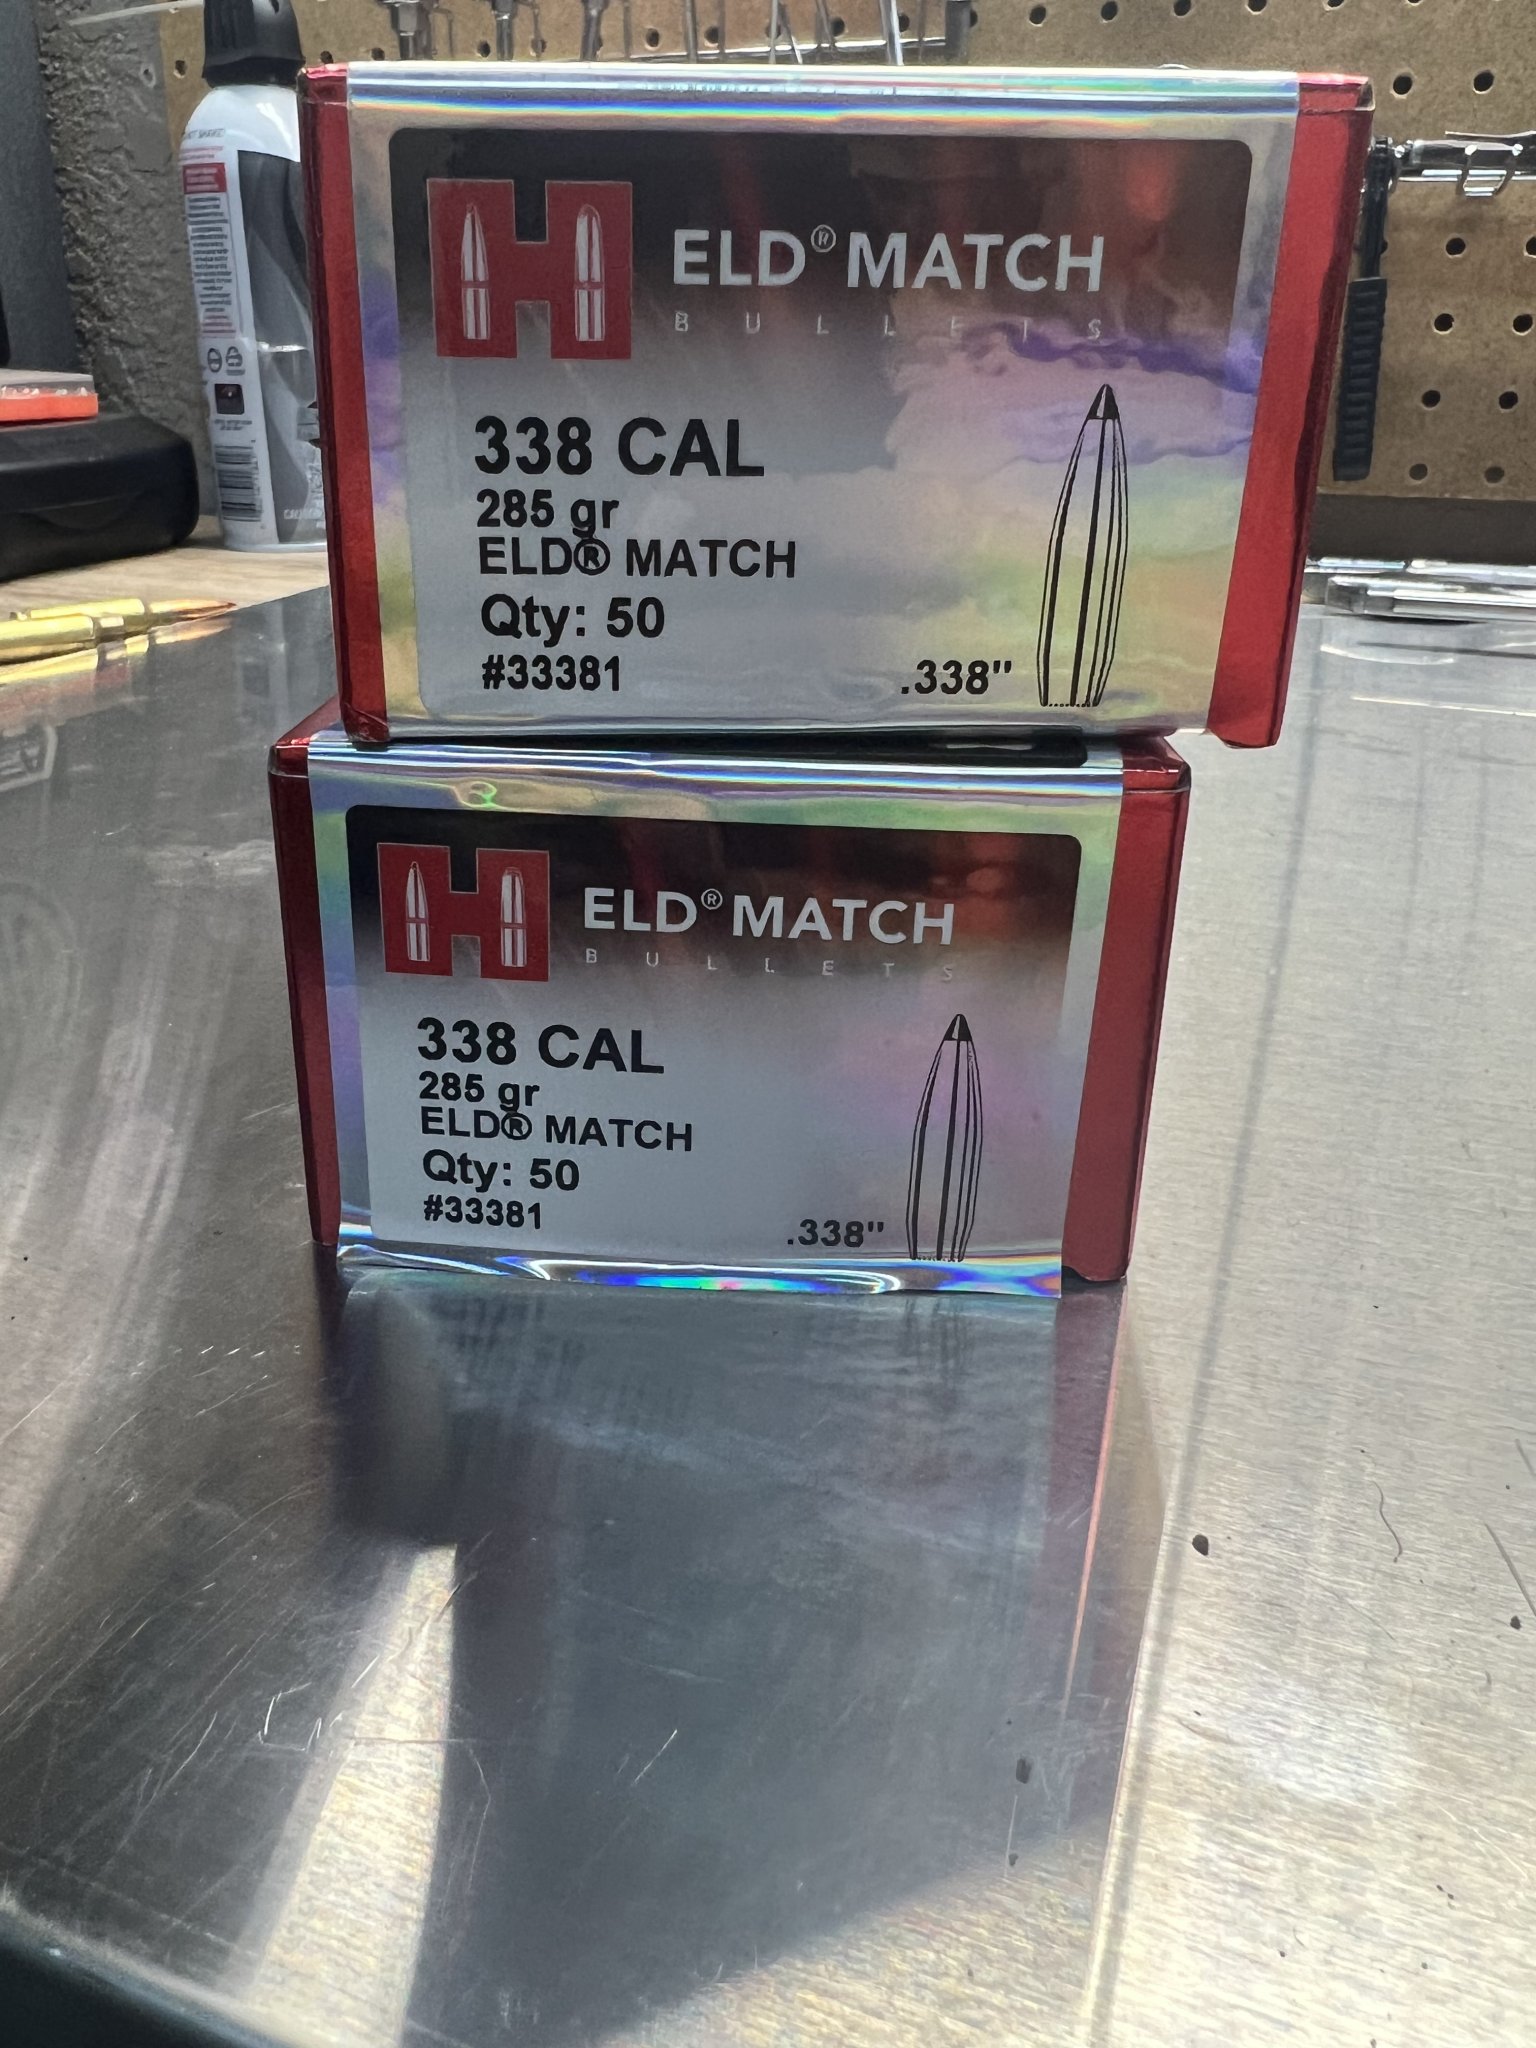 ELD® MATCH
BULLETS
338 CAL
285 gr
ELD® MATCH
Qty: 50
#33381
.338"
ELD® MATCH
BULLETS
338 CAL
285 gr
ELD® MATCH
Qty: 50
#33381
.338"